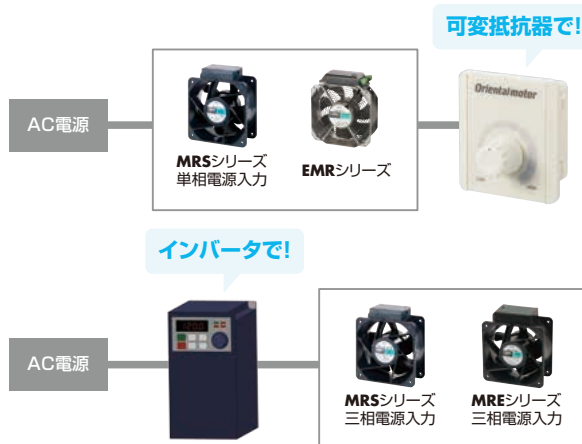 可変抵抗器で!
Orientalmotor
AC電源
MRSシリーズ
単相電源入力
EMRシリーズ
インバータで!
AC電源
MRSシリーズ
三相電源入力
MREシリーズ
三相電源入力